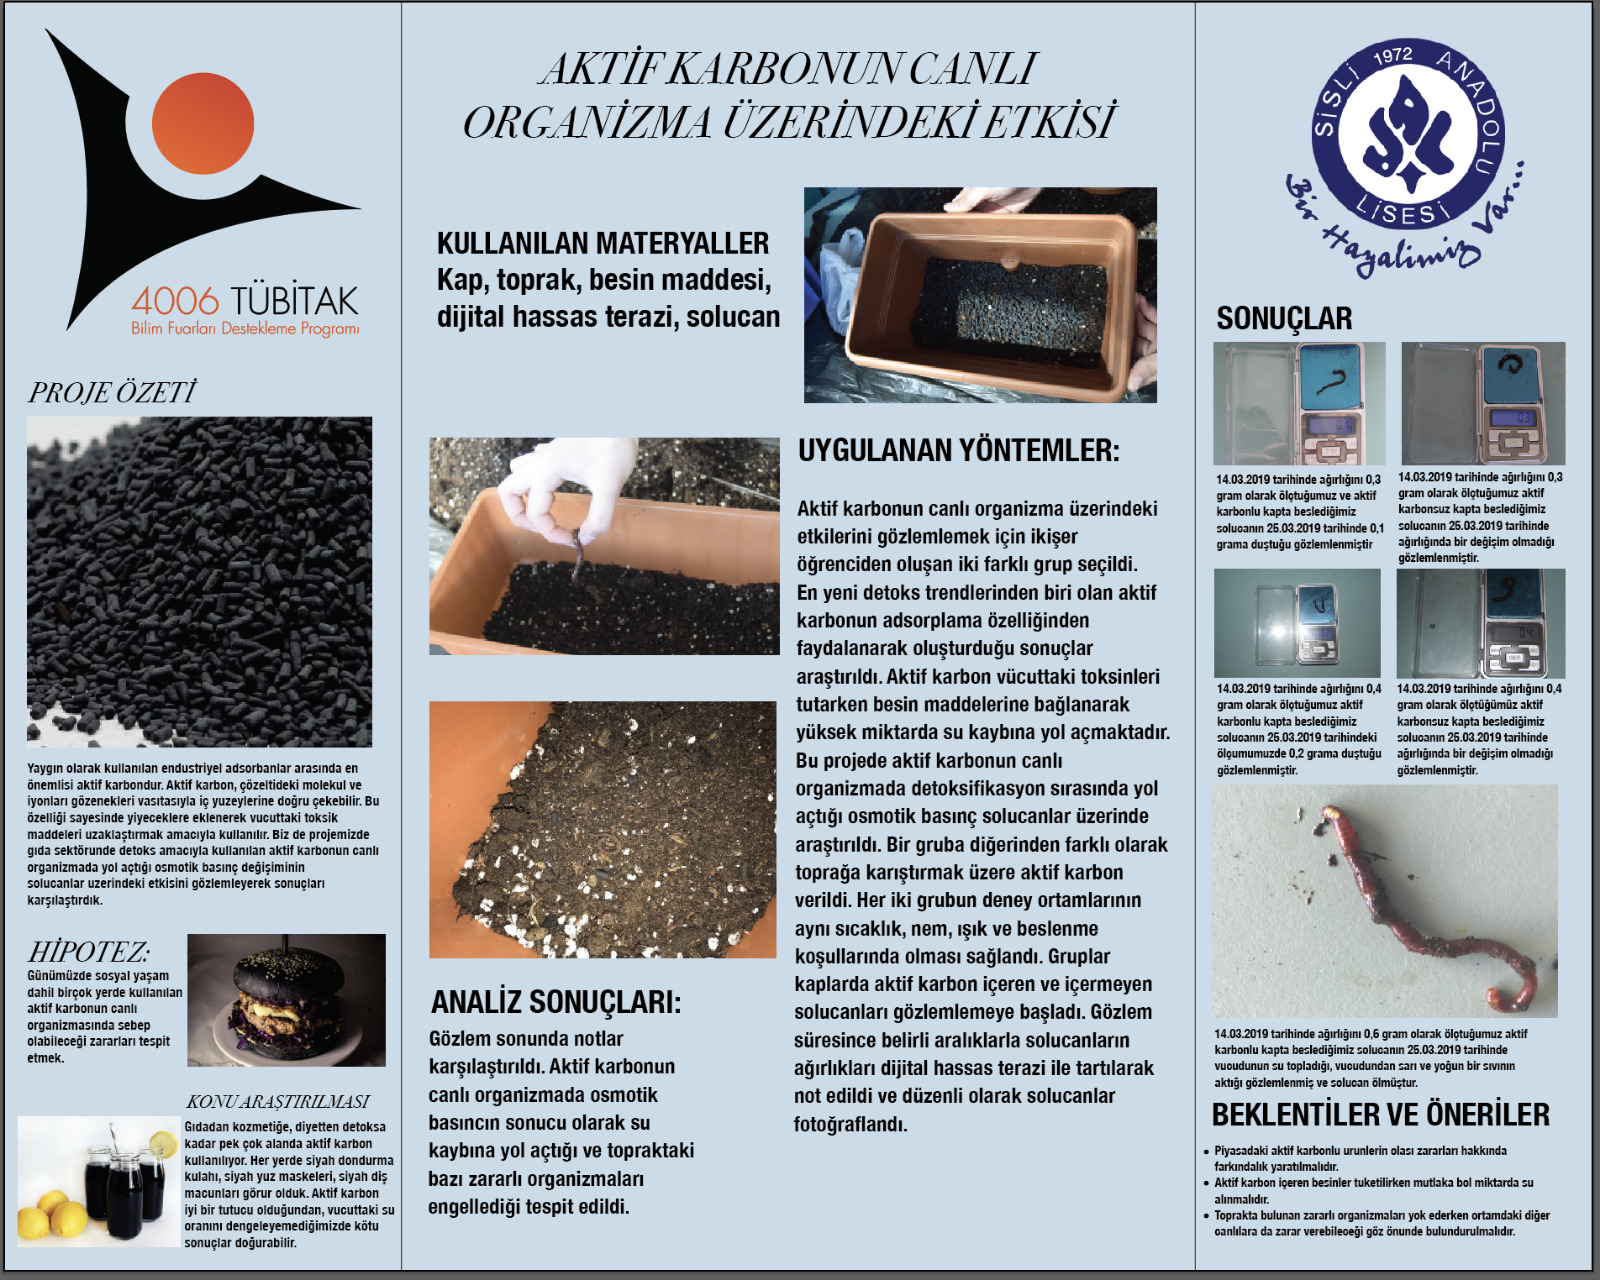 4006 TÜBİTAK
Bilim Fuarları Destekleme Programı
PROJE ÖZETİ
Yaygın olarak kullanılan endustriyel adsorbanlar arasında en
önemlisi aktif karbondur. Aktif karbon, çözeltideki molekul ve
iyonları gözenekleri vasıtasıyla iç yuzeylerine doğru çekebilir. Bu
özelliği sayesinde yiyeceklere eklenerek vucuttaki toksik
maddeleri uzaklaştırmak amacıyla kullanılır. Biz de projemizde
gıda sektörunde detoks amacıyla kullanılan aktif karbonun canlı
organizmada yol açtığı osmotik basınç değişiminin
solucanlar uzerindeki etkisini gözlemleyerek sonuçları
karşılaştırdık.
HİPOTEZ:
Günümüzde sosyal yaşam
dahil birçok yerde kullanılan
aktif karbonun canlı
organizmasında sebep
olabileceği zararları tespit
etmek.
KONU ARAŞTIRILMASI
Gıdadan kozmetiğe, diyetten detoksa
kadar pek çok alanda aktif karbon
kullanılıyor. Her yerde siyah dondurma
kulahı, siyah yuz maskeleri, siyah diş
macunları görur olduk. Aktif karbon
iyi bir tutucu olduğundan, vucuttaki su
oranını dengeleyemediğimizde kötu
sonuçlar doğurabilir.
AKTİF KARBONUN CANLI
ORGANİZMA ÜZERİNDEKİ ETKİSİ
KULLANILAN MATERYALLER
Kap, toprak, besin maddesi,
dijital hassas terazi, solucan
ANALİZ SONUÇLARI:
Gözlem sonunda notlar
karşılaştırıldı. Aktif karbonun
canlı organizmada osmotik
basıncın sonucu olarak su
kaybına yol açtığı ve topraktaki
bazı zararlı organizmaları
engellediği tespit edildi.
UYGULANAN YÖNTEMLER:
Aktif karbonun canlı organizma üzerindeki
etkilerini gözlemlemek için ikişer
öğrenciden oluşan iki farklı grup seçildi.
En yeni detoks trendlerinden biri olan aktif
karbonun adsorplama özelliğinden
faydalanarak oluşturduğu sonuçlar
araştırıldı. Aktif karbon vücuttaki toksinleri
tutarken besin maddelerine bağlanarak
yüksek miktarda su kaybına yol açmaktadır.
Bu projede aktif karbonun canlı
organizmada detoksifikasyon sırasında yol
açtığı osmotik basınç solucanlar üzerinde
araştırıldı. Bir gruba diğerinden farklı olarak
toprağa karıştırmak üzere aktif karbon
verildi. Her iki grubun deney ortamlarının
aynı sıcaklık, nem, ışık ve beslenme
koşullarında olması sağlandı. Gruplar
kaplarda aktif karbon içeren ve içermeyen
solucanları gözlemlemeye başladı. Gözlem
süresince belirli aralıklarla solucanların
ağırlıkları dijital hassas terazi ile tartılarak
not edildi ve düzenli olarak solucanlar
fotoğraflandı.
ŞİŞLİ 1972 ANADOLU
LİSESİ
Bir Hayalimiz Var...
SONUÇLAR
14.03.2019 tarihinde ağırlığını 0,3
gram olarak ölçtuğumuz ve aktif
karbonlu kapta beslediğimiz
solucanın 25.03.2019 tarihinde 0,1
grama duştuğu gözlemlenmiştir
14.03.2019 tarihinde ağırlığını 0,3
gram olarak ölçtuğumuz aktif
karbonsuz kapta beslediğimiz
solucanın 25.03.2019 tarihinde
ağırlığında bir değişim olmadığı
gözlemlenmiştir.
14.03.2019 tarihinde ağırlığını 0,4
gram olarak ölçtuğumuz aktif
karbonlu kapta beslediğimiz
solucanın 25.03.2019 tarihindeki
ölçumumuzde 0,2 grama duştuğu
gözlemlenmiştir.
0.4
14.03.2019 tarihinde ağırlığını 0,4
gram olarak ölçtüğümüz aktif
karbonsuz kapta beslediğimiz
solucanın 25.03.2019 tarihinde
ağırlığında bir değişim olmadığı
gözlemlenmiştir.
14.03.2019 tarihinde ağırlığını 0,6 gram olarak ölçtuğumuz aktif
karbonlu kapta beslediğimiz solucanın 25.03.2019 tarihinde
vucudunun su topladığı, vucudundan sarı ve yoğun bir sıvının
aktığı gözlemlenmiş ve solucan ölmüştur.
BEKLENTİLER VE ÖNERİLER
• Piyasadaki aktif karbonlu urunlerin olası zararları hakkında
farkındalık yaratılmalıdır.
• Aktif karbon içeren besinler tuketilirken mutlaka bol miktarda su
alınmalıdır.
• Toprakta bulunan zararlı organizmaları yok ederken ortamdaki diğer
canlılara da zarar verebileceği göz önunde bulundurulmalıdır.